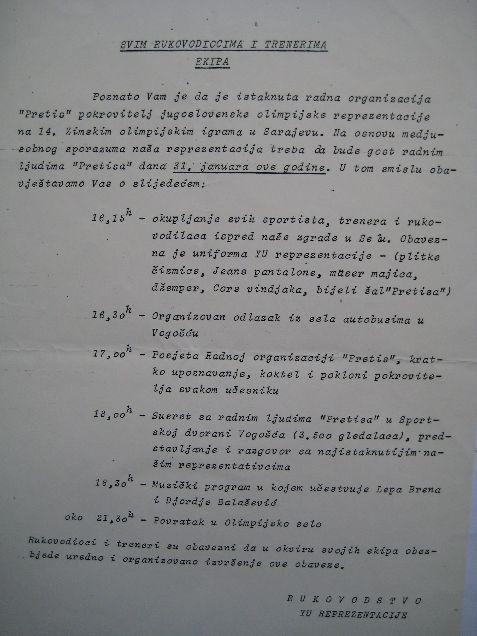 SVIM RUKOVODIOCIMA I TRENERIMA
EKIPA
Poznato Vam je da je istaknuta radna organizacija
"Pretis" pokrovitelj jugoslovenske olimpijske reprezentacije
na 14. Zimskim olimpijskim igrama u Sarajevu. Na osnovu medju-
sobnog sporazuma naša reprezentacija treba da bude gost radnim
ljudima "Pretisa" dana 21. januara ove godine. U tom smislu oba-
vještavamo Vas o slijedećem:
16,15h - okupljanje svih sportista, trenera i ruko-
vodilaca ispred naše zgrade u Selu. Obavez-
na je uniforma YU reprezentacije - (plitke
čizmice, Jeans pantalone, mäser majica,
džemper, Cors vindjaka, bijeli šal"Pretisa")
16,30h - Organizovan odlazak iz sela autobusima u
Vogošću
17,00h - Posjeta Radnoj organizaciji "Pretis", krat-
ko upoznavanje, koktel i pokloni pokrovite-
lja svakom učesniku
18,00h - Susret sa radnim ljudima "Pretisa" u Sport-
skoj dvorani Vogošća (3.500 gledalaca), pred-
stavljanje i razgovor sa najistaknutijim na-
šim reprezentativcima
18,30h - Muzički program u kojem učestvuje Lepa Brena
i Djordje Balašević
oko 21,30h - Povratak u Olimpijsko selo
Rukovodioci i treneri su obavezni da u okviru svojih ekipa obez-
bjede uredno i organizovano izvršenje ove obaveze.
R U K O V O D S T V O
YU REPREZENTACIJE